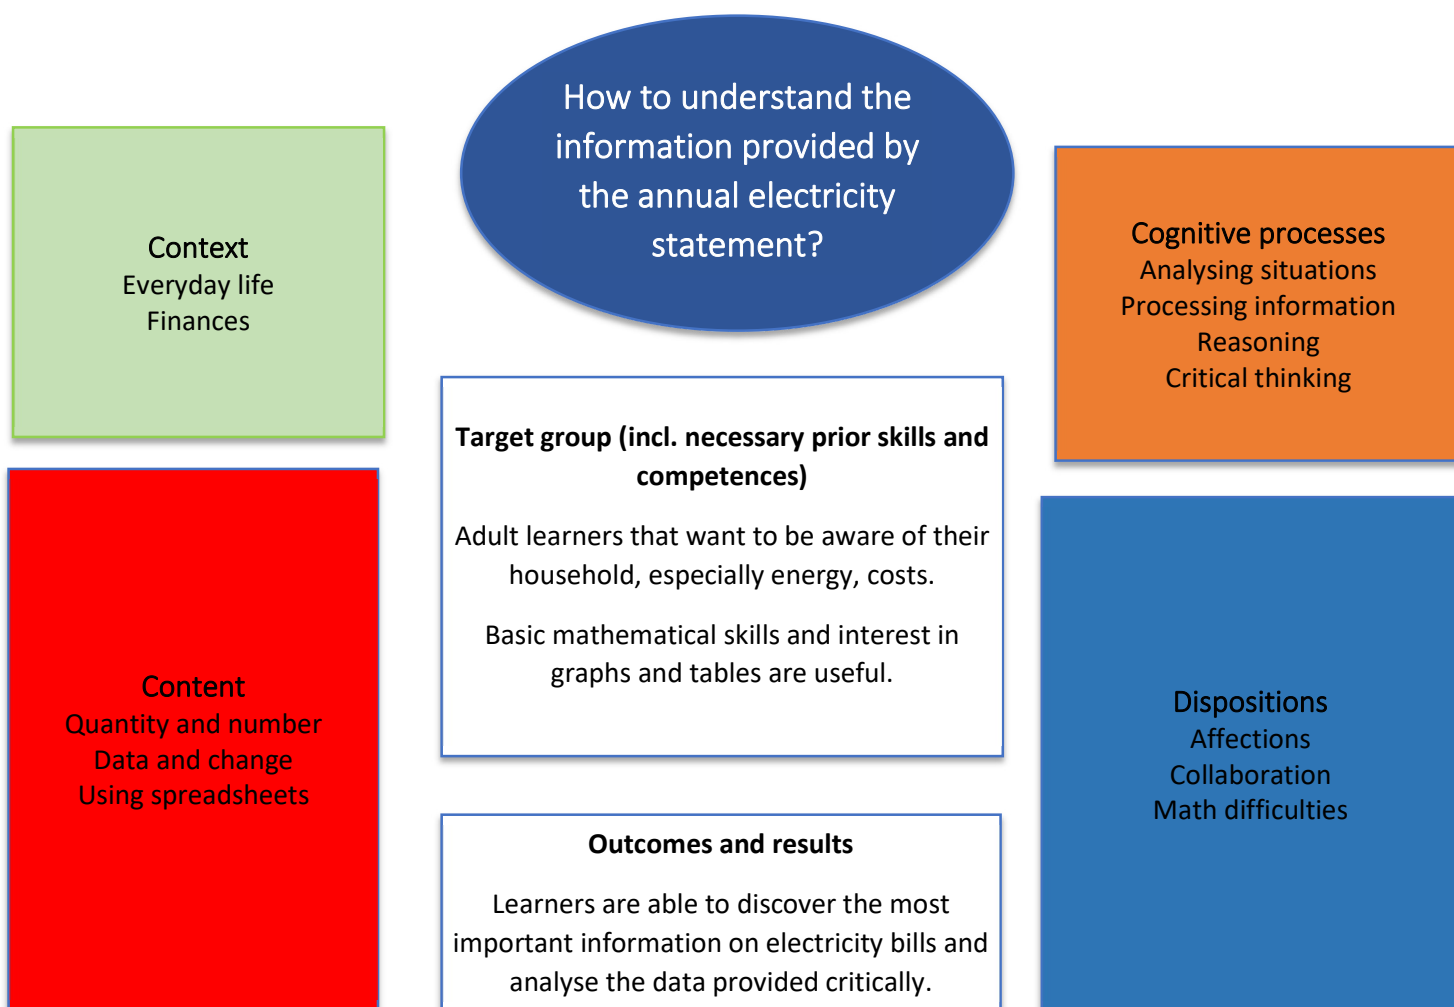 How to understand the
information provided by
the annual electricity
statement?
Context
Everyday life
Finances
Cognitive processes
Analysing situations
Processing information
Reasoning
Critical thinking
Target group (incl. necessary prior skills and
competences)
Adult learners that want to be aware of their
household, especially energy, costs.
Basic mathematical skills and interest in
graphs and tables are useful.
Content
Quantity and number
Data and change
Using spreadsheets
Dispositions
Affections
Collaboration
Math difficulties
Outcomes and results
Learners are able to discover the most
important information on electricity bills and
analyse the data provided critically.